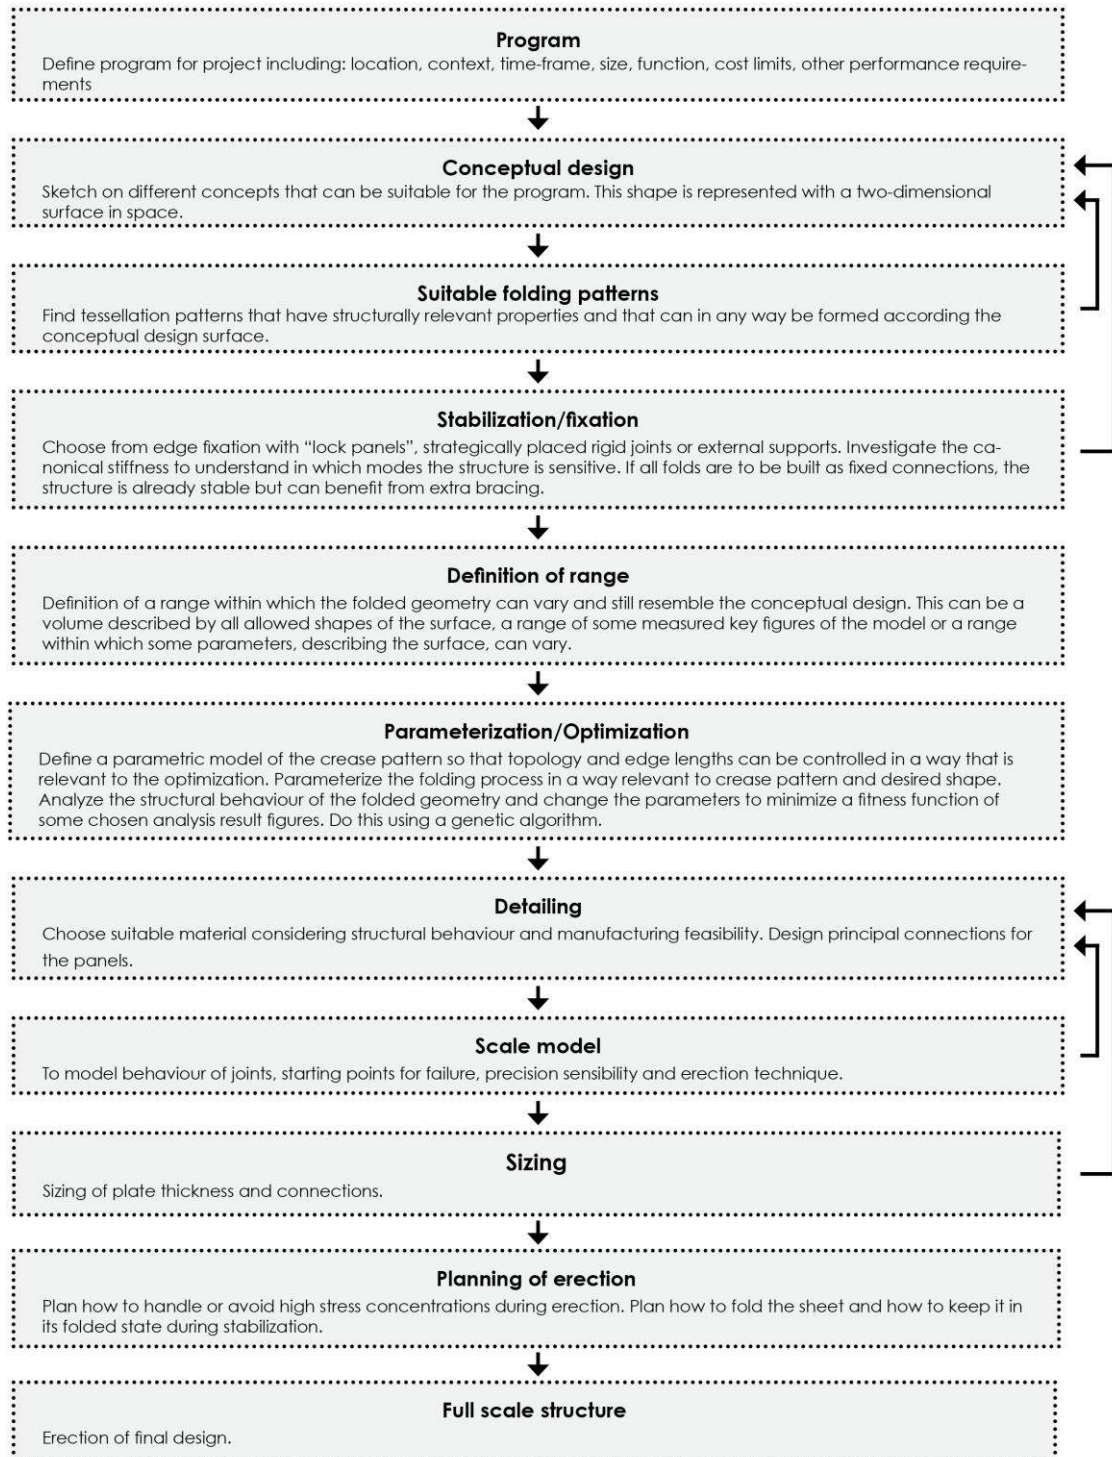 Program
Define program for project including: location, context, time-frame, size, function, cost limits, other performance require-
ments
Conceptual design
Sketch on different concepts that can be suitable for the program. This shape is represented with a two-dimensional
surface in space.
Suitable folding patterns
Find tessellation patterns that have structurally relevant properties and that can in any way be formed according the
conceptual design surface.
Stabilization/fixation
Choose from edge fixation with “lock panels”, strategically placed rigid joints or external supports. Investigate the ca-
nonical stiffness to understand in which modes the structure is sensitive. If all folds are to be built as fixed connections, the
structure is already stable but can benefit from extra bracing.
Definition of range
Definition of a range within which the folded geometry can vary and still resemble the conceptual design. This can be a
volume described by all allowed shapes of the surface, a range of some measured key figures of the model or a range
within which some parameters, describing the surface, can vary.
Parameterization/Optimization
Define a parametric model of the crease pattern so that topology and edge lengths can be controlled in a way that is
relevant to the optimization. Parameterize the folding process in a way relevant to crease pattern and desired shape.
Analyze the structural behaviour of the folded geometry and change the parameters to minimize a fitness function of
some chosen analysis result figures. Do this using a genetic algorithm.
Detailing
Choose suitable material considering structural behaviour and manufacturing feasibility. Design principal connections for
the panels.
Scale model
To model behaviour of joints, starting points for failure, precision sensibility and erection technique.
Sizing
Sizing of plate thickness and connections.
Planning of erection
Plan how to handle or avoid high stress concentrations during erection. Plan how to fold the sheet and how to keep it in
its folded state during stabilization.
Full scale structure
Erection of final design.